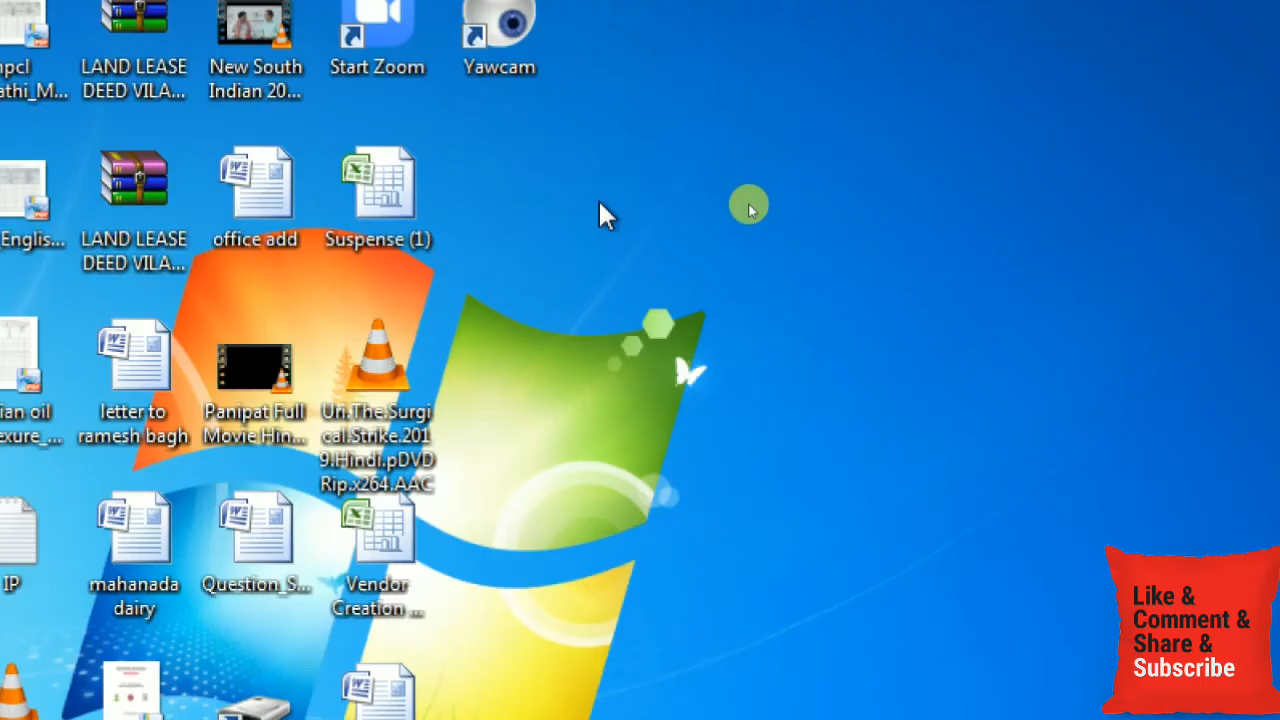 npcl
athi_M...
LAND LEASE
DEED VILA...
New South
Indian 20...
Start Zoom
Yawcam
_Englis...
LAND LEASE
DEED VILA...
office add
Suspense (1)
ian oil
exure_...
letter to
ramesh bagh
Panipat Full
Movie Hin...
Uri.The.Surgi
cal.Strike.201
9.Hindi.pDVD
Rip.x264.AAC
IP
mahanada
dairy
Question_S...
Vendor
Creation ...
Like &
Comment &
Share &
Subscribe